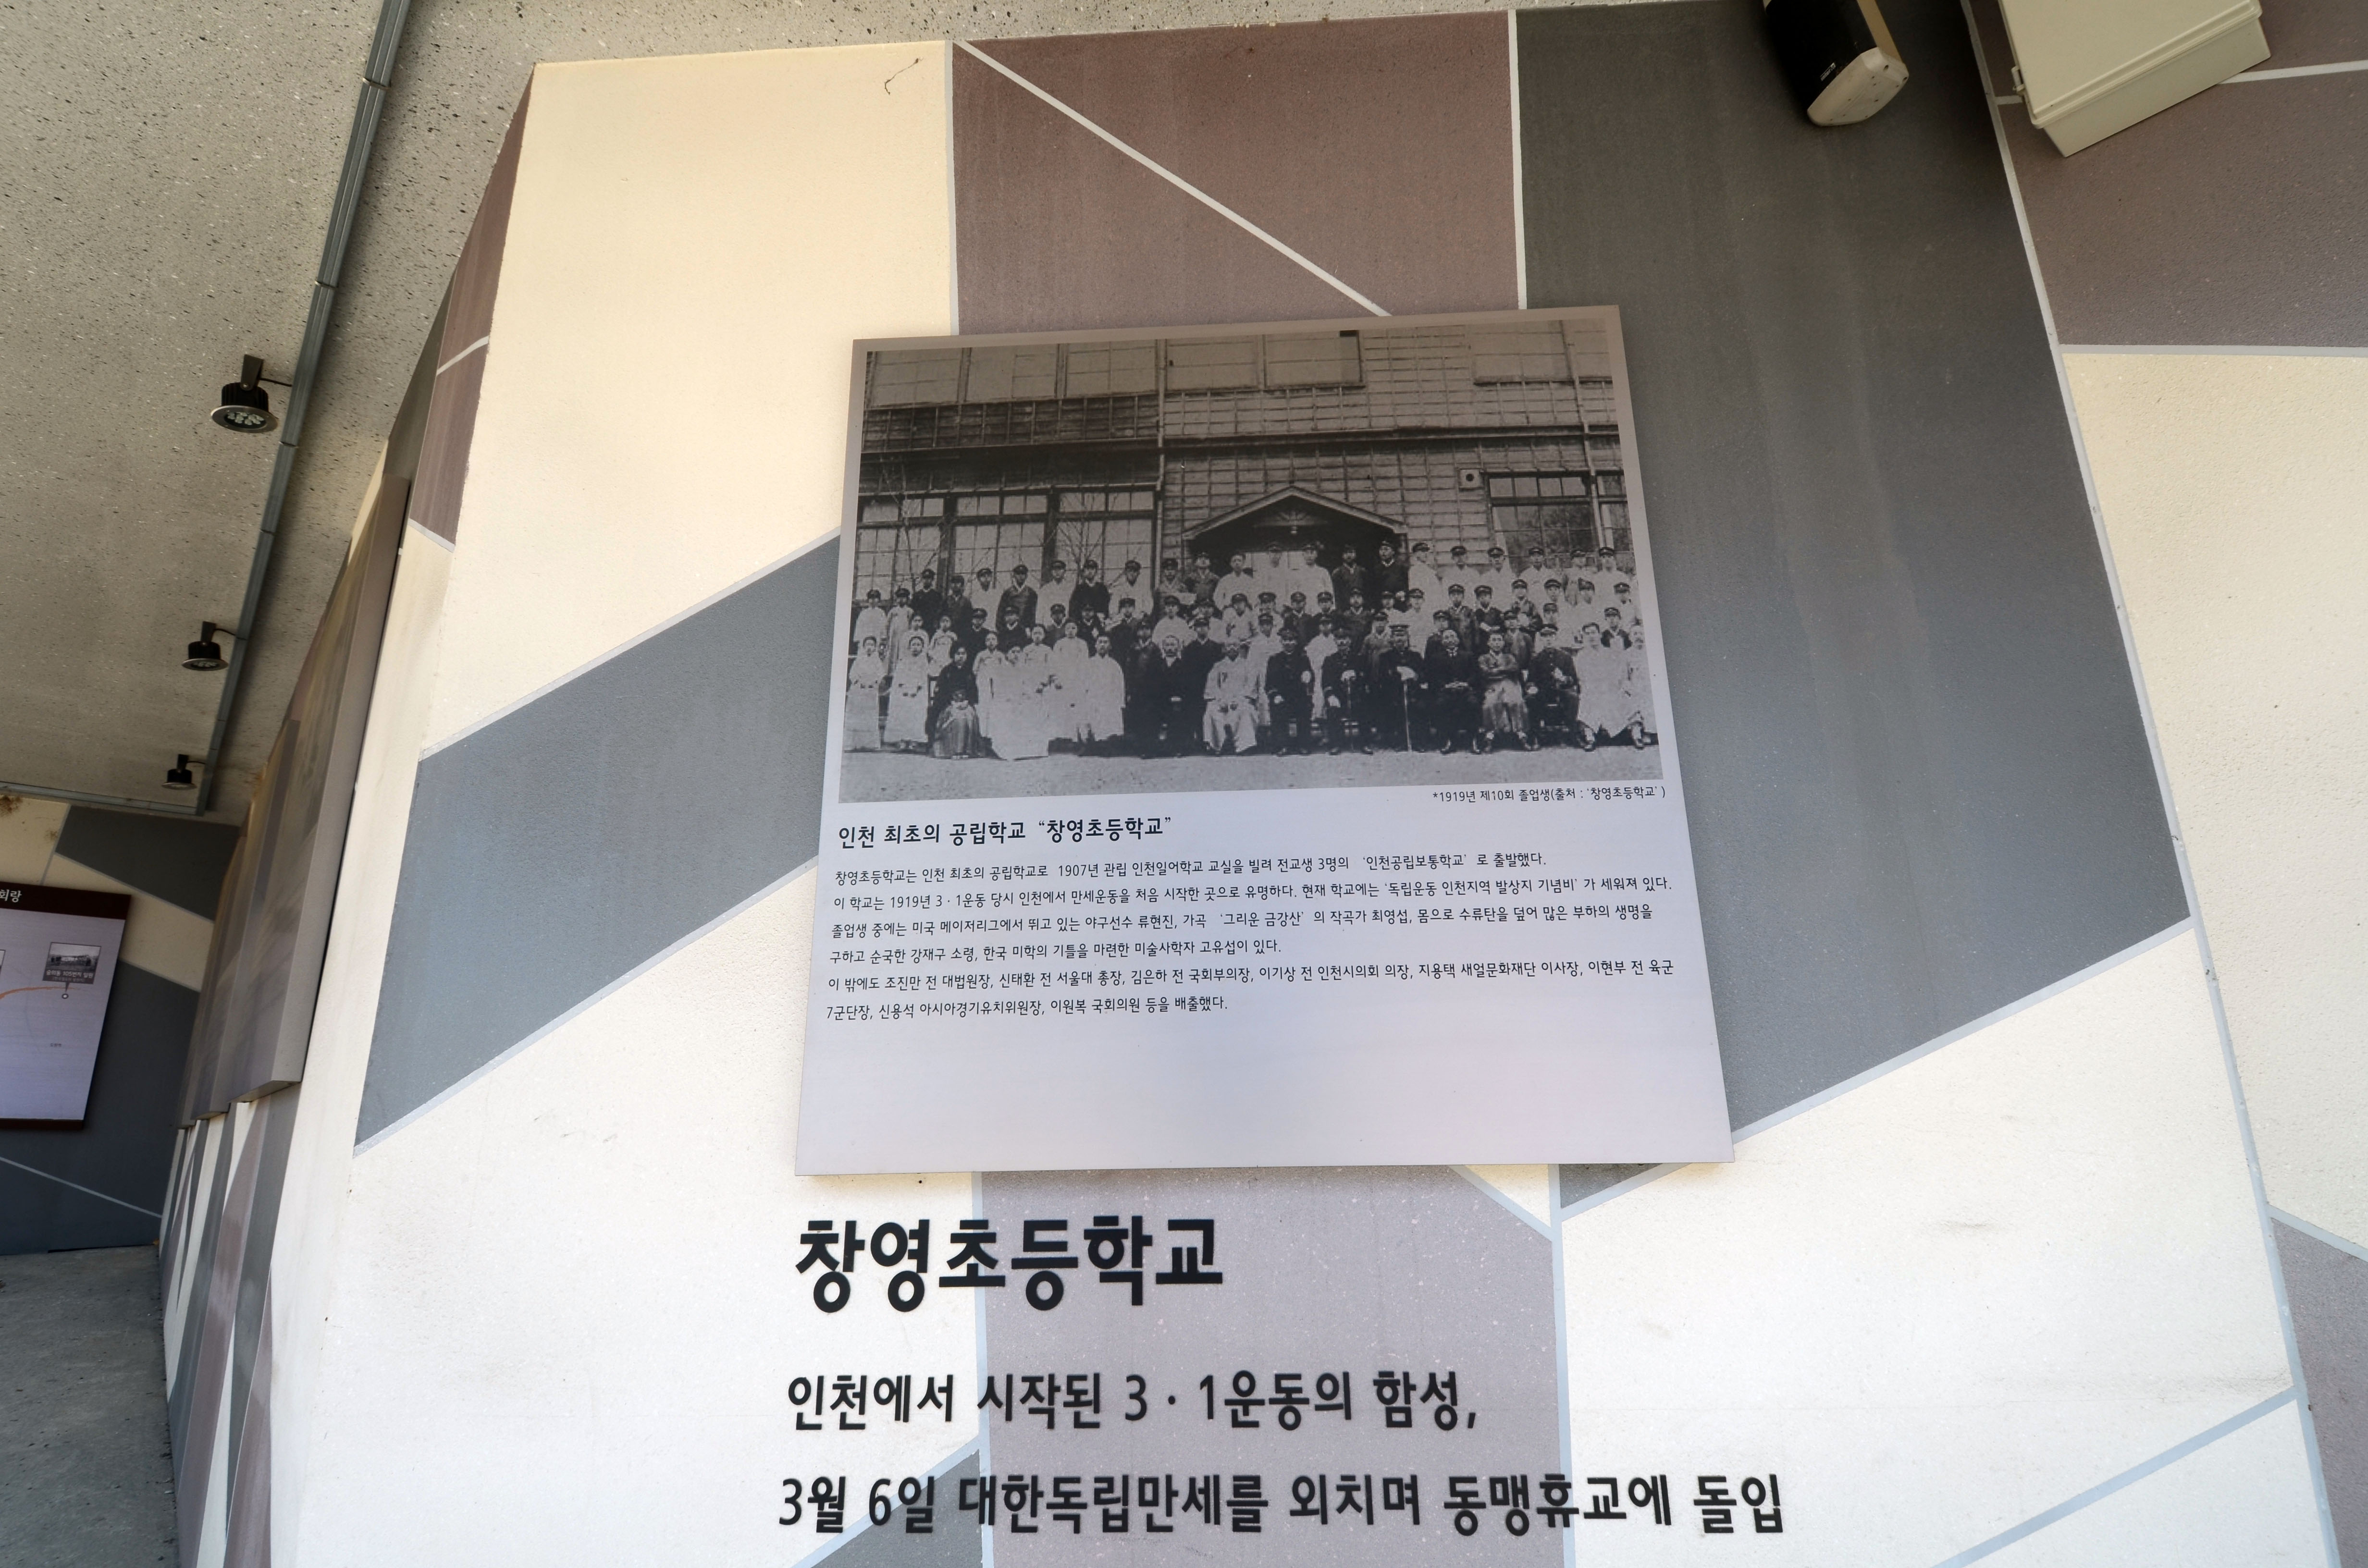 *1919년 제10회 졸업생(출처 : '창영초등학교' )
인천 최초의 공립학교 “창영초등학교”
창영초등학교는 인천 최초의 공립학교로 1907년 관립 인천일어학교 교실을 빌려 전교생 3명의 ‘인천공립보통학교’ 로 출발했다.
이 학교는 1919년 3 · 1운동 당시 인천에서 만세운동을 처음 시작한 곳으로 유명하다. 현재 학교에는 ‘독립운동 인천지역 발상지 기념비’ 가 세워져 있다.
졸업생 중에는 미국 메이저리그에서 뛰고 있는 야구선수 류현진, 가곡 ‘그리운 금강산’ 의 작곡가 최영섭, 몸으로 수류탄을 덮어 많은 부하의 생명을
구하고 순국한 강재구 소령, 한국 미학의 기틀을 마련한 미술사학자 고유섭이 있다.
이 밖에도 조진만 전 대법원장, 신태환 전 서울대 총장, 김은하 전 국회부의장, 이기상 전 인천시의회 의장, 지용택 새얼문화재단 이사장, 이현부 전 육군
7군단장, 신용석 아시아경기유치위원장, 이원복 국회의원 등을 배출했다.
회랑
창영초등학교
인천에서 시작된 3 · 1운동의 함성,
3월 6일 대한독립만세를 외치며 동맹휴교에 돌입